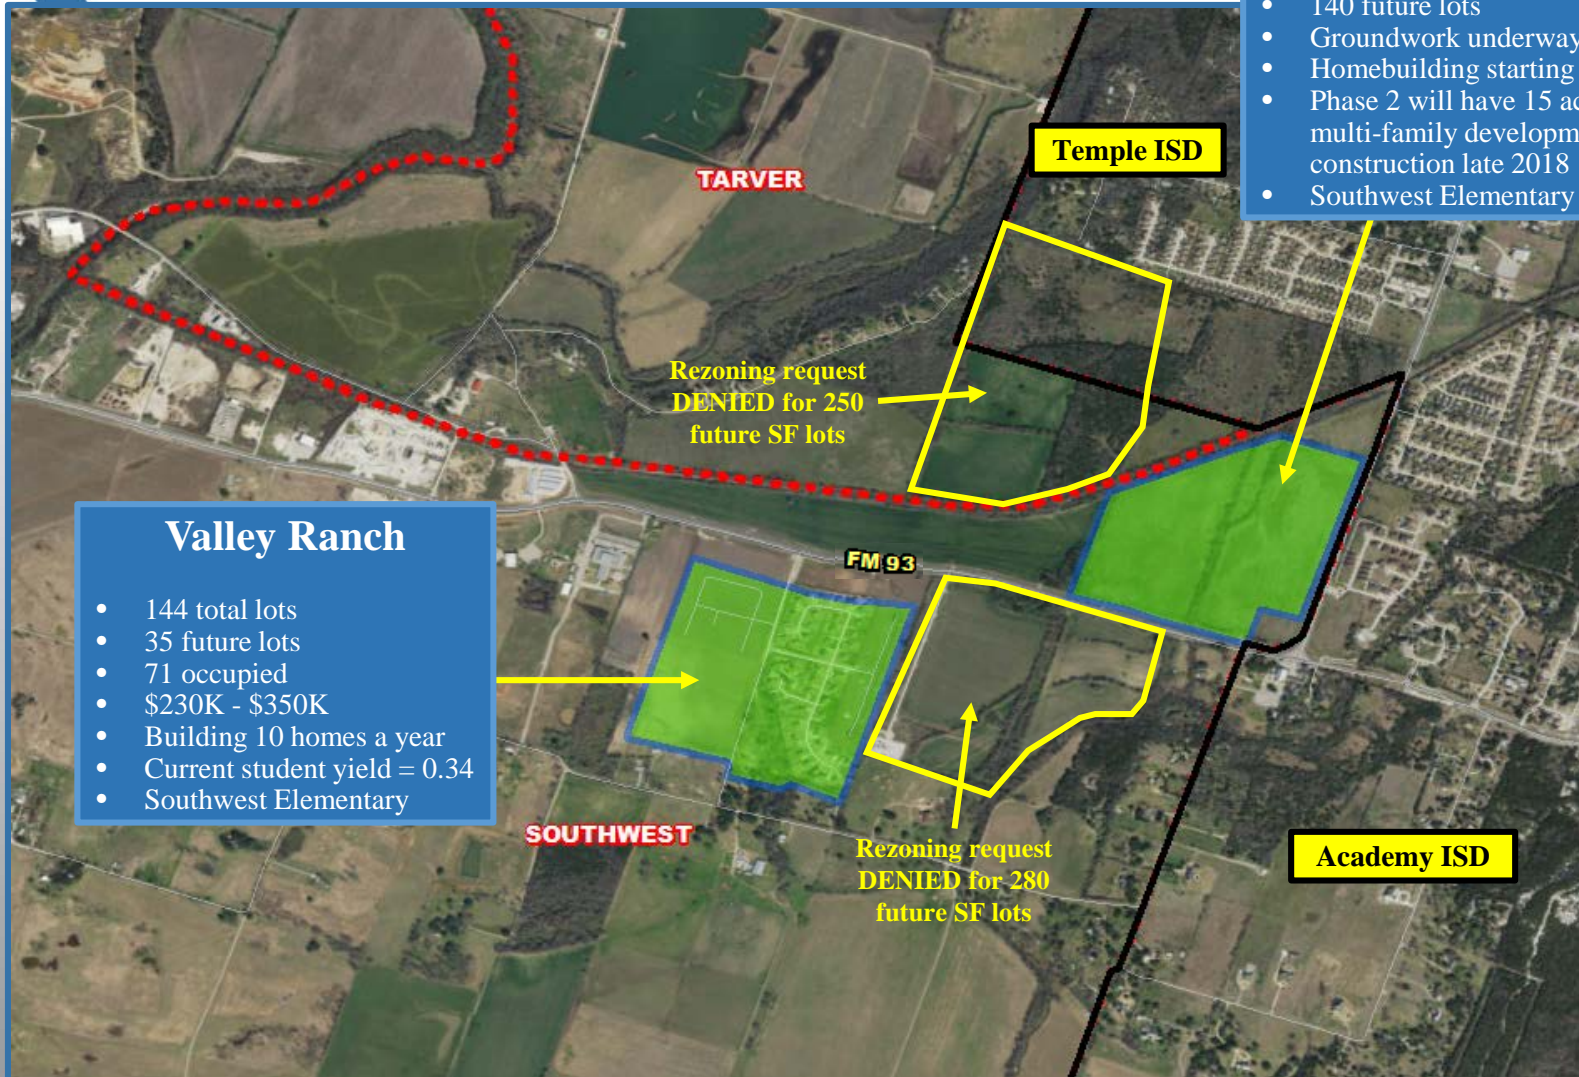 • 140 future lots
• Groundwork underway
• Homebuilding starting
• Phase 2 will have 15
multi-family
construction late 2018
• Southwest Elementary
Temple ISD
TARVER
Rezoning request
DENIED for 250
future SF lots
Valley Ranch
• 144 total lots
• 35 future lots
• 71 occupied
• $230K - $350K
• Building 10 homes a year
• Current student yield = 0.34
• Southwest Elementary
FM 93
SOUTHWEST
Rezoning request
DENIED for 280
future SF lots
Academy ISD